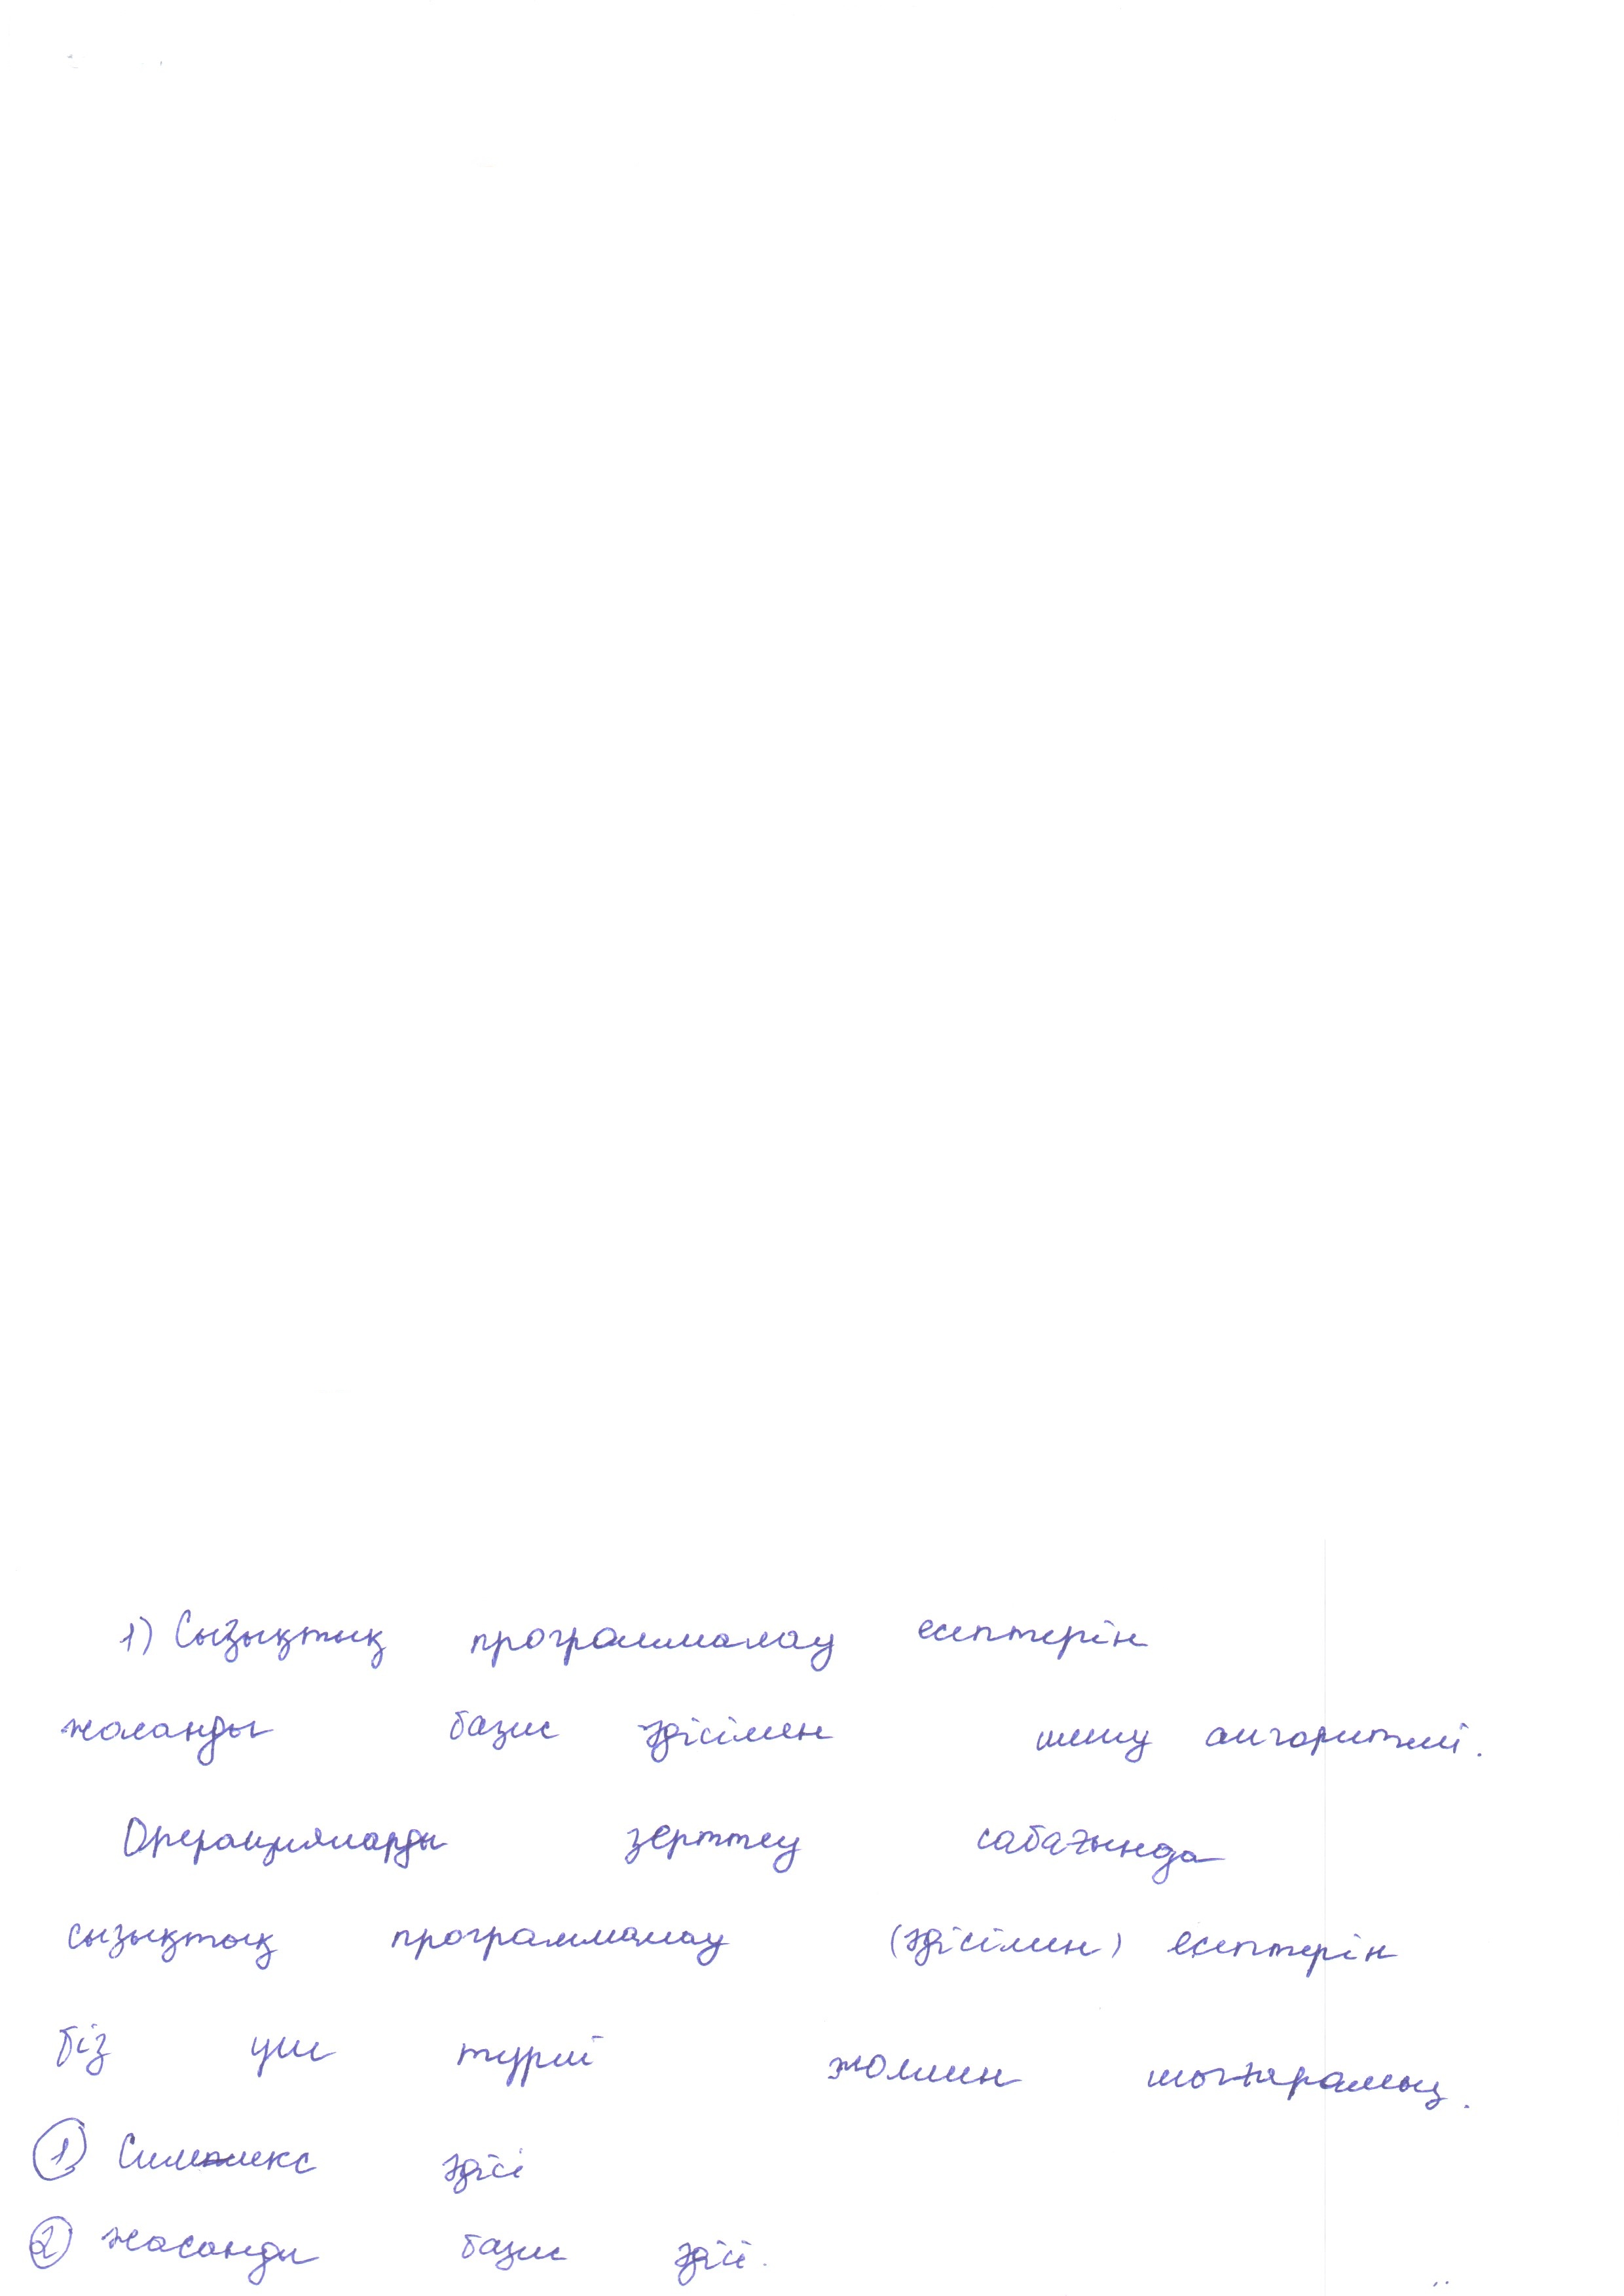 1) Сызықтық программалау есептерін
жасанды базис әдісімен шешу алгоритмі.
Операцияларды зерттеу сабағында
сызықтық программалау (әдісімен) есептерін
біз үш түрлі жолмен шығарамыз.
① Симплекс әдісі
② Жасанды базис әдісі.